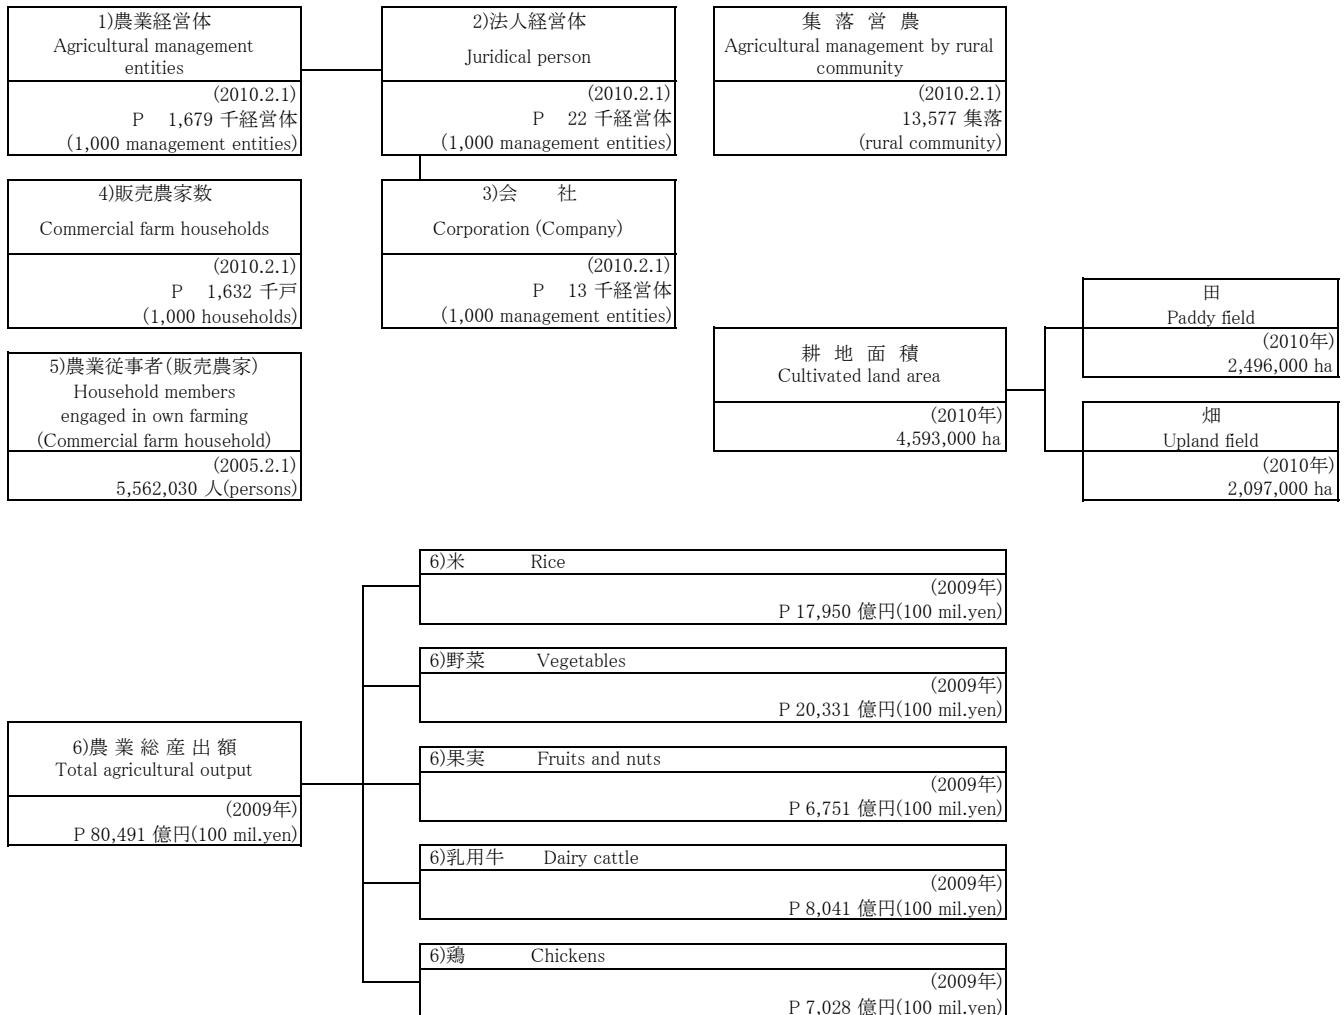 1)農業経営体
Agricultural management
entities
(2010.2.1)
P 1,679 千経営体
(1,000 management entities)
2)法人経営体
Juridical person
(2010.2.1)
P 22 千経営体
(1,000 management entities)
集 落 営 農
Agricultural management by rural
community
(2010.2.1)
13,577 集落
(rural community)
4)販売農家数
Commercial farm households
(2010.2.1)
P 1,632 千戸
(1,000 households)
3)会 社
Corporation (Company)
(2010.2.1)
P 13 千経営体
(1,000 management entities)
5)農業従事者(販売農家)
Household members
engaged in own farming
(Commercial farm household)
(2005.2.1)
5,562,030 人(persons)
耕 地 面 積
Cultivated land area
(2010年)
4,593,000 ha
田
Paddy field
(2010年)
2,496,000 ha
畑
Upland field
(2010年)
2,097,000 ha
6)農 業 総 産 出 額
Total agricultural output
(2009年)
P 80,491 億円(100 mil.yen)
6)米 Rice
(2009年)
P 17,950 億円(100 mil.yen)
6)野菜 Vegetables
(2009年)
P 20,331 億円(100 mil.yen)
6)果実 Fruits and nuts
(2009年)
P 6,751 億円(100 mil.yen)
6)乳用牛 Dairy cattle
(2009年)
P 8,041 億円(100 mil.yen)
6)鶏 Chickens
(2009年)
P 7,028 億円(100 mil.yen)